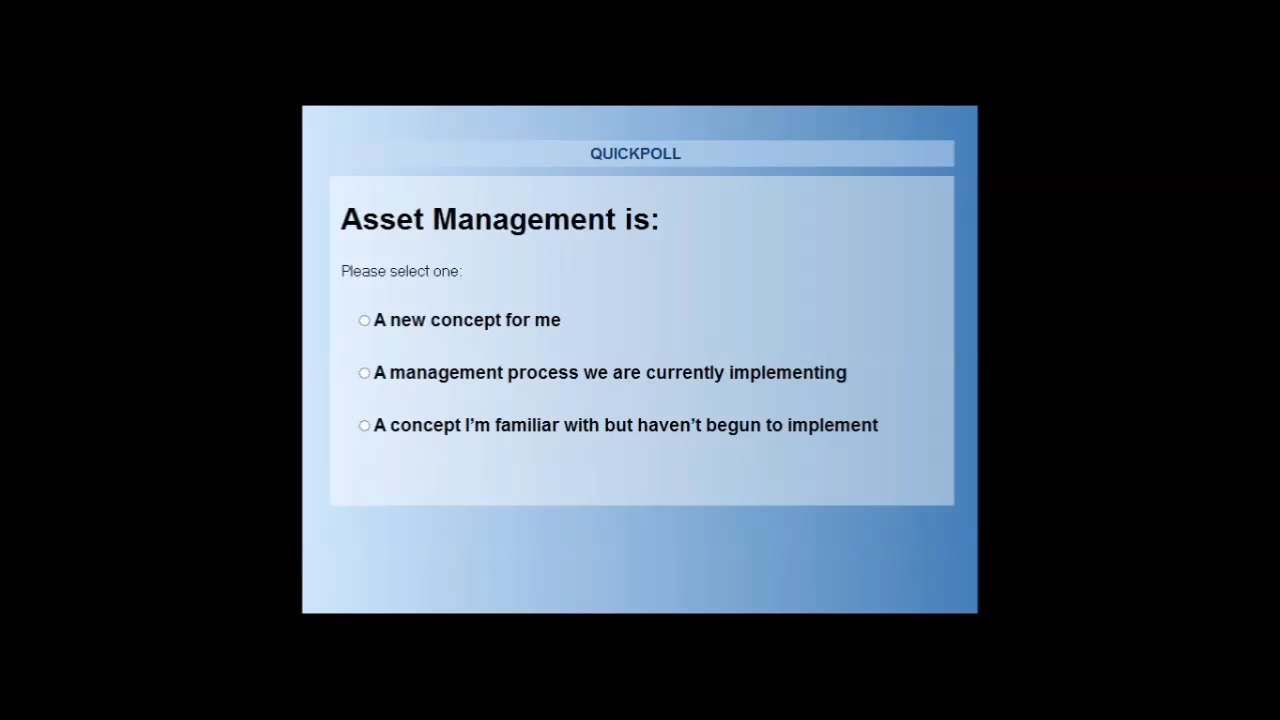 QUICKPOLL
Asset Management is:
Please select one:
A new concept for me
A management process we are currently implementing
A concept I’m familiar with but haven’t begun to implement